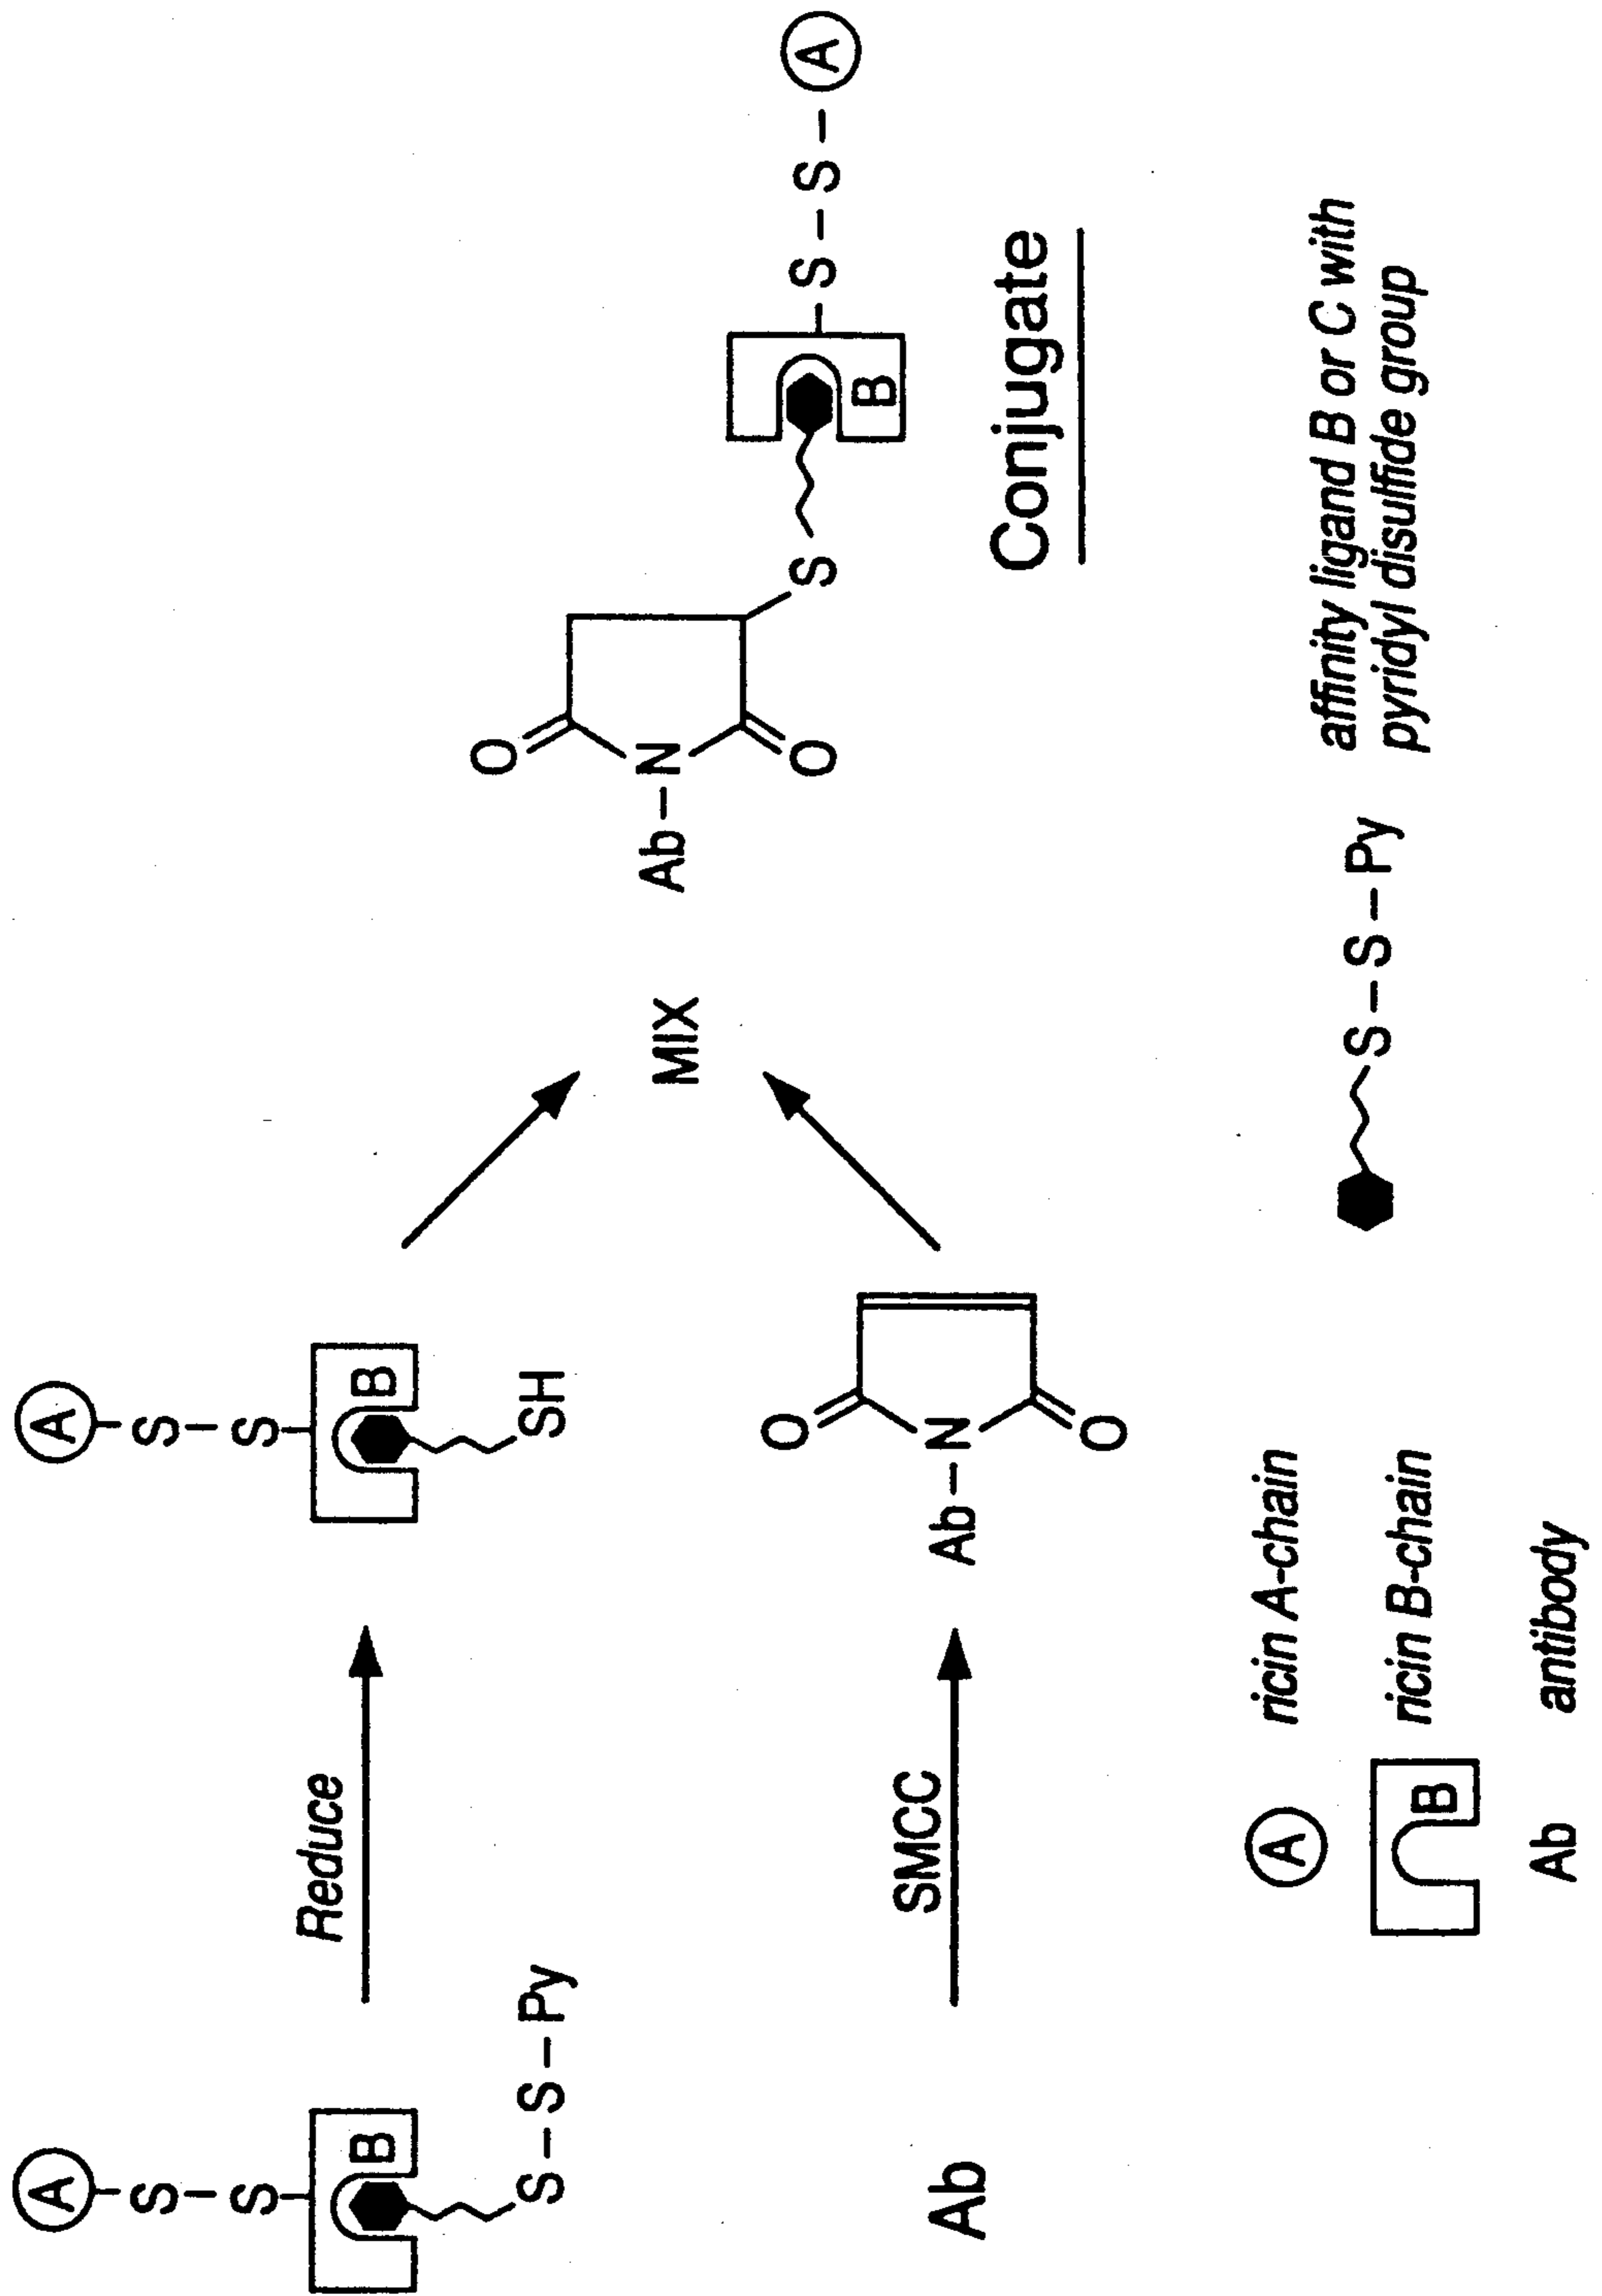 A
S – S
B
S – S – Py
Reduce
A
S – S
B
SH
Ab
SMCC
O
Ab – N
O
MIX
O
Ab – N
O
S
B
S – S – A
Conjugate
A ricin A-chain
B ricin B-chain
Ab antibody
S – S – Py
affinity ligand B or C with
pyridyl disulfide group